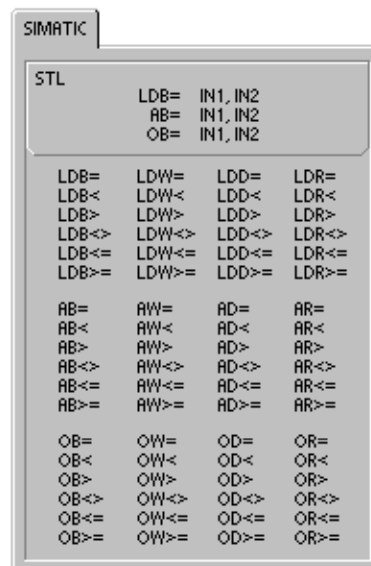 SIMATIC
STL
LDB= IN1, IN2
AB= IN1, IN2
OB= IN1, IN2
LDB= LDW= LDD= LDR=
LDB< LDW< LDD< LDR<
LDB> LDW> LDD> LDR>
LDB<> LDW<> LDD<> LDR<>
LDB<= LDW<= LDD<= LDR<=
LDB>= LDW>= LDD>= LDR>=
AB= AW= AD= AR=
AB< AW< AD< AR<
AB> AW> AD> AR>
AB<> AW<> AD<> AR<>
AB<= AW<= AD<= AR<=
AB>= AW>= AD>= AR>=
OB= OW= OD= OR=
OB< OW< OD< OR<
OB> OW> OD> OR>
OB<> OW<> OD<> OR<>
OB<= OW<= OD<= OR<=
OB>= OW>= OD>= OR>=